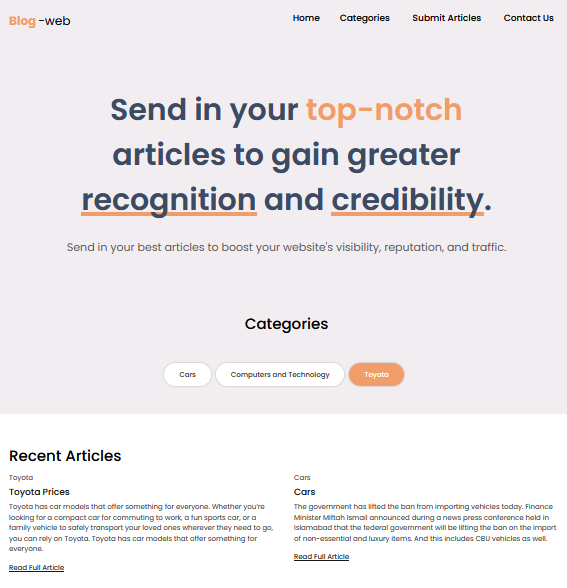 Blog -web
Home Categories Submit Articles Contact Us
Send in your top-notch
articles to gain greater
recognition and credibility.
Send in your best articles to boost your website's visibility, reputation, and traffic.
Categories
Cars Computers and Technology Toyota
Recent Articles
Toyota
Toyota Prices
Toyota has car models that offer something for everyone. Whether you're
looking for a compact car for commuting to work, a fun sports car, or a
family vehicle to safely transport your loved ones wherever they need to go,
you can rely on Toyota. Toyota has car models that offer something for
everyone.
Read Full Article
Cars
Cars
The government has lifted the ban from importing vehicles today. Finance
Minister Miftah Ismail announced during a news press conference held in
Islamabad that the federal government will be lifting the ban on the import
of non-essential and luxury items. And this includes CBU vehicles as well.
Read Full Article